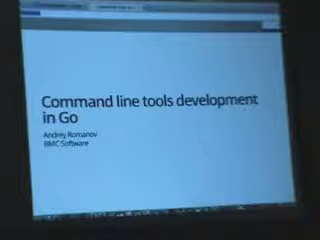 Command line tools development
in Go
Andrey Romanov
BMC Software